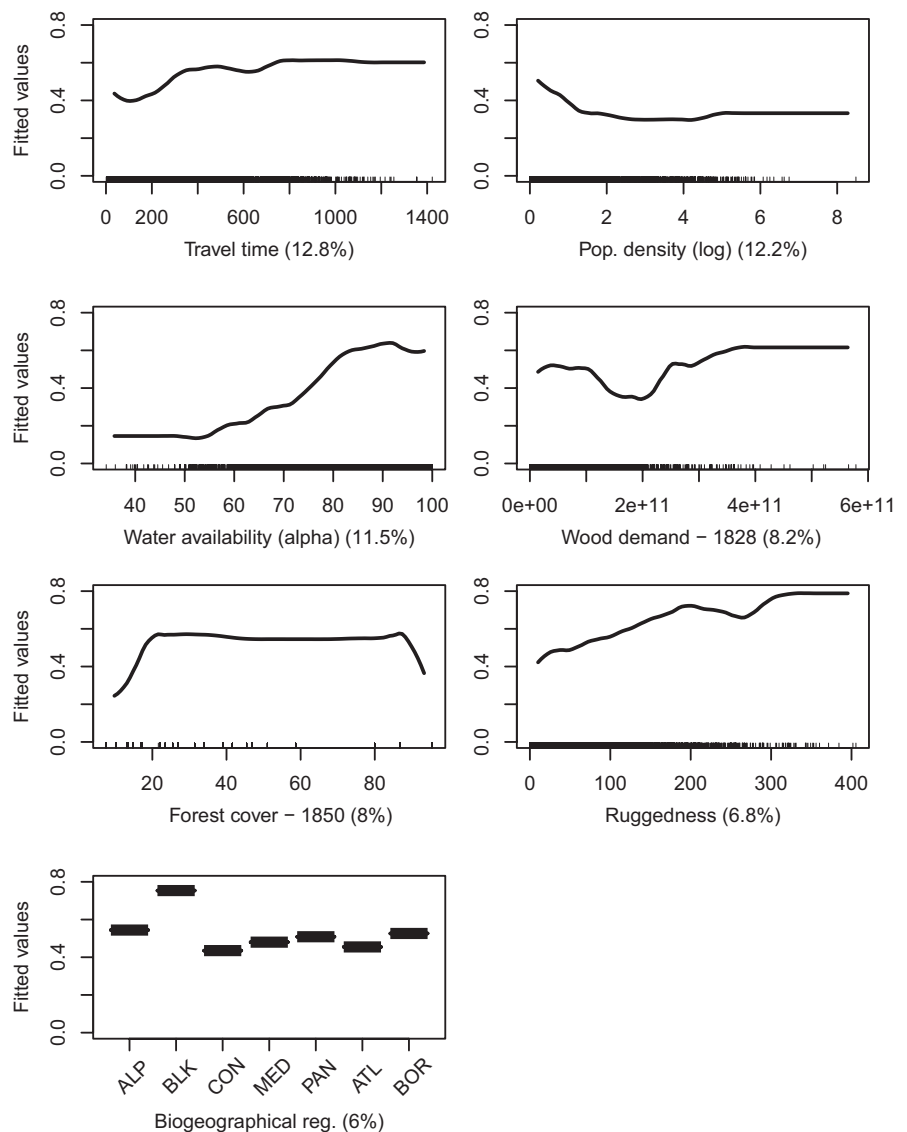 Fitted values
0.0 0.4 0.8
0 200 600 1000 1400
Travel time (12.8%)
0.0 0.4 0.8
0 2 4 6 8
Pop. density (log) (12.2%)
Fitted values
0.0 0.4 0.8
40 50 60 70 80 90 100
Water availability (alpha) (11.5%)
0.0 0.4 0.8
0e+00 2e+11 4e+11 6e+11
Wood demand − 1828 (8.2%)
Fitted values
0.0 0.4 0.8
20 40 60 80
Forest cover − 1850 (8%)
0.0 0.4 0.8
0 100 200 300 400
Ruggedness (6.8%)
Fitted values
0.0 0.4 0.8
ALP BLK CON MED PAN ATL BOR
Biogeographical reg. (6%)